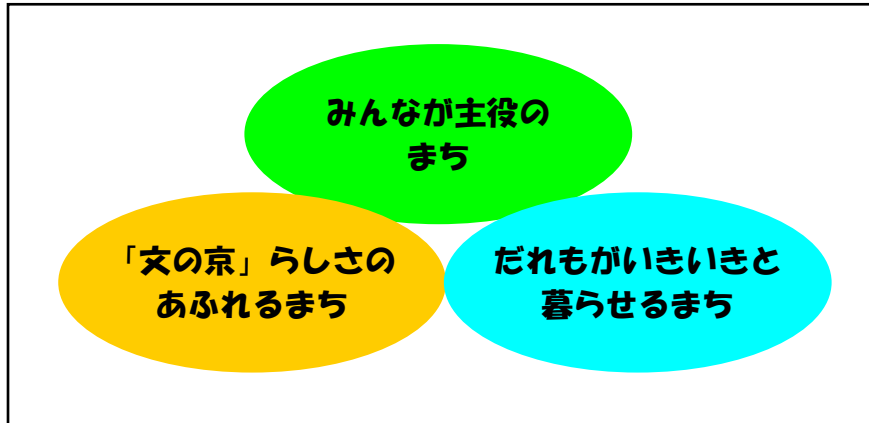 みんなが主役の
まち
「文の京」らしさの
あふれるまち
だれもがいきいきと
暮らせるまち